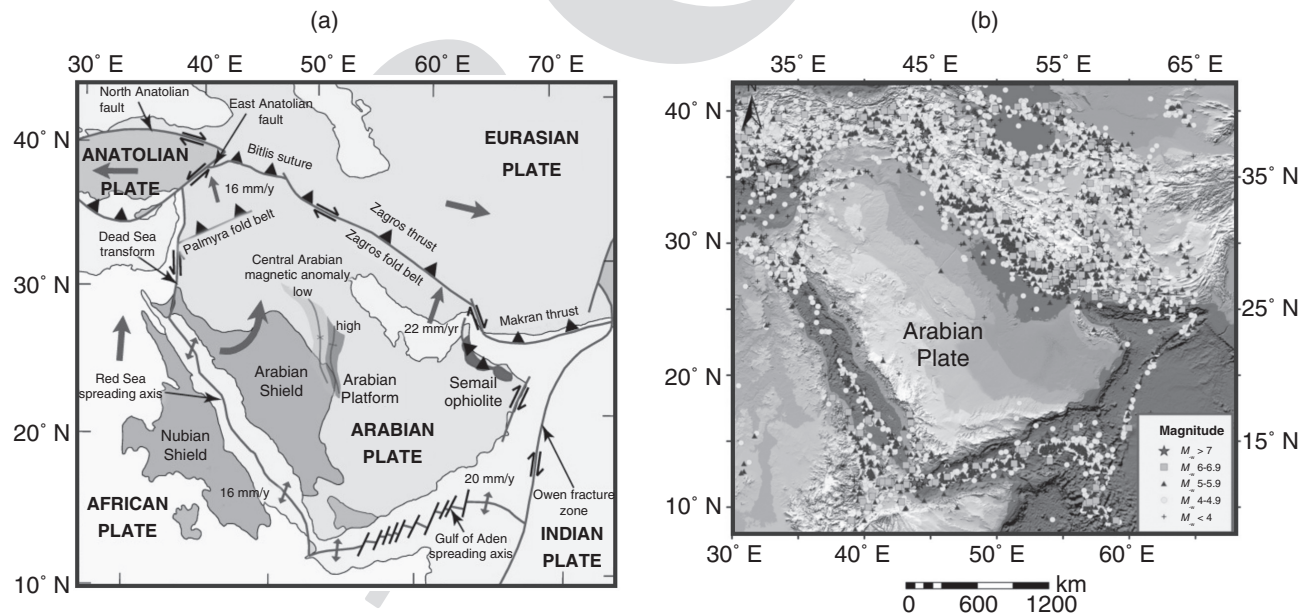 (a)
30° E 40° E 50° E 60° E 70° E
North Anatolian
fault
East Anatolian
fault
40° N
ANATOLIAN
PLATE
Bitlis suture
EURASIAN
PLATE
16 mm/y
Dead Sea
transform
Palmyra fold belt
Zagros thrust
Zagros fold belt
30° N
Central Arabian
magnetic anomaly
low
high
22 mm/yr
Makran thrust
Red Sea
spreading axis
Arabian
Shield
Arabian
Platform
Semail
ophiolite
20° N
Nubian
Shield
ARABIAN
PLATE
16 mm/y
20 mm/y
Owen fracture
zone
AFRICAN
PLATE
Gulf of Aden
spreading axis
INDIAN
PLATE
10° N
(b)
35° E 45° E 55° E 65° E
40° N
35° N
30° N
25° N
Arabian
Plate
20° N
15° N
10° N
Magnitude
Mw > 7
Mw 6-6.9
Mw 5-5.9
Mw 4-4.9
Mw < 4
30° E 40° E 50° E 60° E
km
0 600 1200